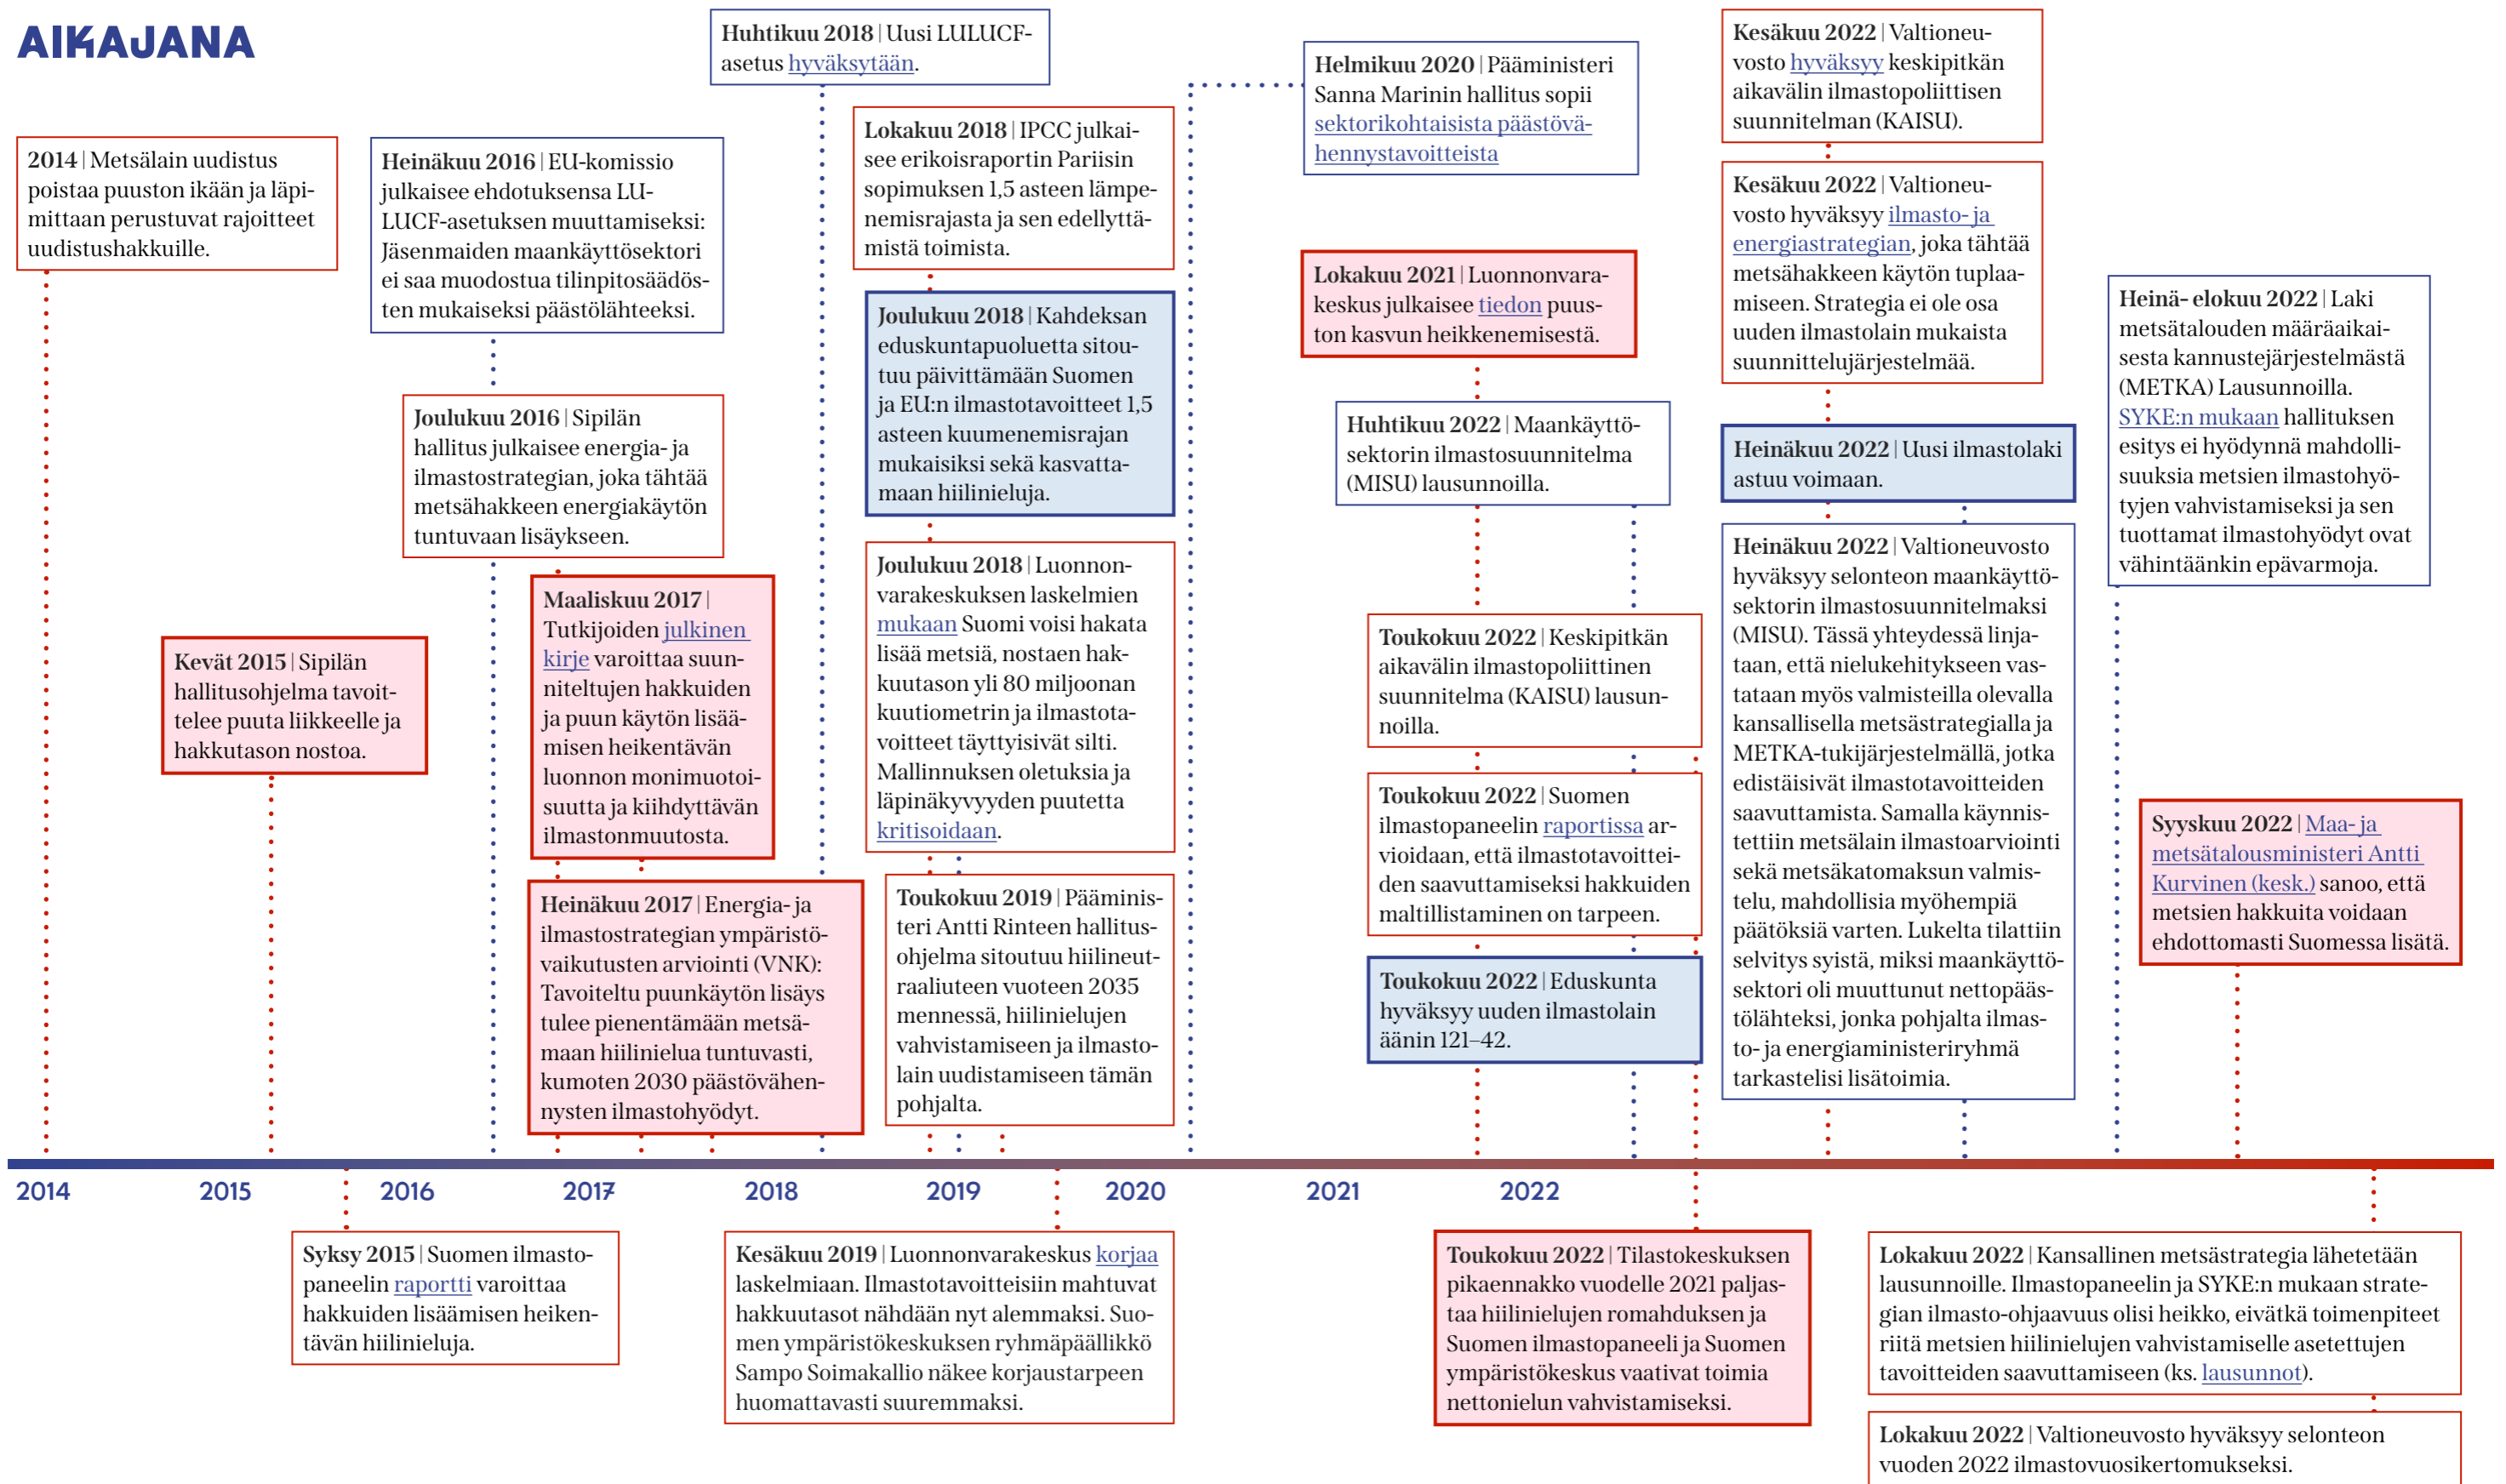 AIKAJANA
2014 | Metsälain uudistus
poistaa puuston ikään ja läpi-
mittaan perustuvat rajoitteet
uudistushakkuille.
Kevät 2015 | Sipilän
hallitusohjelma tavoit-
telee puuta liikkeelle ja
hakkutason nostoa.
Heinäkuu 2016 | EU-komissio
julkaisee ehdotuksensa LU-
LUCF-asetuksen muuttamiseksi:
Jäsenmaiden maankäyttösektori
ei saa muodostua tilinpitosäädös-
ten mukaiseksi päästölähteeksi.
Joulukuu 2016 | Sipilän
hallitus julkaisee energia- ja
ilmastostrategian, joka tähtää
metsähakkeen energiakäytön
tuntuvaan lisäykseen.
Maaliskuu 2017 |
Tutkijoiden julkinen
kirje varoittaa suun-
niteltujen hakkuiden
ja puun käytön lisää-
misen heikentävän
luonnon monimuotoi-
suutta ja kiihdyttävän
ilmastonmuutosta.
Heinäkuu 2017 | Energia- ja
ilmastostrategian ympäristö-
vaikutusten arviointi (VNK):
Tavoiteltu puunkäytön lisäys
tulee pienentämään metsä-
maan hiilinielua tuntuvasti,
kumoten 2030 päästövähen-
nysten ilmastohyödyt.
Huhtikuu 2018 | Uusi LULUCF-
asetus hyväksytään.
Lokakuu 2018 | IPCC julkai-
see erikoisraportin Pariisin
sopimuksen 1,5 asteen lämpe-
nemisrajasta ja sen edellyttä-
mistä toimista.
Joulukuu 2018 | Kahdeksan
eduskuntapuoluetta sitou-
tuu päivittämään Suomen
ja EU:n ilmastotavoitteet 1,5
asteen kuumenemisrajan
mukaisiksi sekä kasvatta-
maan hiilinieluja.
Joulukuu 2018 | Luonnon-
varakeskuksen laskelmien
mukaan Suomi voisi hakata
lisää metsiä, nostaen hak-
kuutason yli 80 miljoonan
kuutiometrin ja ilmastota-
voitteet täyttyisivät silti.
Mallinnuksen oletuksia ja
läpinäkyvyyden puutetta
kritisoidaan.
Toukokuu 2019 | Pääminis-
teri Antti Rinteen hallitus-
ohjelma sitoutuu hiilineut-
raaliuteen vuoteen 2035
mennessä, hiilinielujen
vahvistamiseen ja ilmasto-
lain uudistamiseen tämän
pohjalta.
Helmikuu 2020 | Pääministeri
Sanna Marinin hallitus sopii
sektorikohtaisista päästövä-
hennystavoitteista
Lokakuu 2021 | Luonnonvara-
keskus julkaisee tiedon puus-
ton kasvun heikkenemisestä.
Huhtikuu 2022 | Maankäyttö-
sektorin ilmastosuunnitelma
(MISU) lausunnoilla.
Toukokuu 2022 | Keskipitkän
aikavälin ilmastopoliittinen
suunnitelma (KAISU) lausun-
noilla.
Toukokuu 2022 | Suomen
ilmastopaneelin raportissa ar-
vioidaan, että ilmastotavoittei-
den saavuttamiseksi hakkuiden
maltillistaminen on tarpeen.
Toukokuu 2022 | Eduskunta
hyväksyy uuden ilmastolain
äänin 121–42.
Kesäkuu 2022 | Valtioneu-
vosto hyväksyy keskipitkän
aikavälin ilmastopoliittisen
suunnitelman (KAISU).
Kesäkuu 2022 | Valtioneu-
vosto hyväksyy ilmasto- ja
energiastrategian, joka tähtää
metsähakkeen käytön tuplaa-
miseen. Strategia ei ole osa
uuden ilmastolain mukaista
suunnittelujärjestelmää.
Heinäkuu 2022 | Uusi ilmastolaki
astuu voimaan.
Heinäkuu 2022 | Valtioneuvosto
hyväksyy selonteon maankäyttö-
sektorin ilmastosuunnitelmaksi
(MISU). Tässä yhteydessä linja-
taan, että nielukehitykseen vas-
tataan myös valmisteilla olevalla
kansallisella metsästrategialla ja
METKA-tukijärjestelmällä, jotka
edistäisivät ilmastotavoitteiden
saavuttamista. Samalla käynnis-
tettiin metsälain ilmastoarviointi
sekä metsäkatomaksun valmis-
telu, mahdollisia myöhempiä
päätöksiä varten. Lukelta tilattiin
selvitys syistä, miksi maankäyttö-
sektori oli muuttunut nettopääs-
tölähteksi, jonka pohjalta ilmas-
to- ja energiaministeriryhmä
tarkastelisi lisätoimia.
Heinä- elokuu 2022 | Laki
metsätalouden määräaikai-
sesta kannustejärjestelmästä
(METKA) Lausunnoilla.
SYKE:n mukaan hallituksen
esitys ei hyödynnä mahdolli-
suuksia metsien ilmastohyö-
tyjen vahvistamiseksi ja sen
tuottamat ilmastohyödyt ovat
vähintäänkin epävarmoja.
Syyskuu 2022 | Maa- ja
metsätalousministeri Antti
Kurvinen (kesk.) sanoo, että
metsien hakkuita voidaan
ehdottomasti Suomessa lisätä.
2014 2015 2016 2017 2018 2019 2020 2021 2022
Syksy 2015 | Suomen ilmasto-
paneelin raportti varoittaa
hakkuiden lisäämisen heiken-
tävän hiilinieluja.
Kesäkuu 2019 | Luonnonvarakeskus korjaa
laskelmiaan. Ilmastotavoitteisiin mahtuvat
hakkuutasot nähdään nyt alemmaksi. Suo-
men ympäristökeskuksen ryhmäpäällikkö
Sampo Soimakallio näkee korjaustarpeen
huomattavasti suuremmaksi.
Toukokuu 2022 | Tilastokeskuksen
pikaennakko vuodelle 2021 paljas-
taa hiilinielujen romahduksen ja
Suomen ilmastopaneeli ja Suomen
ympäristökeskus vaativat toimia
nettonielun vahvistamiseksi.
Lokakuu 2022 | Kansallinen metsästrategia lähetetään
lausunnoille. Ilmastopaneelin ja SYKE:n mukaan strate-
gian ilmasto-ohjaavuus olisi heikko, eivätkä toimenpiteet
riitä metsien hiilinielujen vahvistamiselle asetettujen
tavoitteiden saavuttamiseen (ks. lausunnot).
Lokakuu 2022 | Valtioneuvosto hyväksyy selonteon
vuoden 2022 ilmastovuosikertomukseksi.